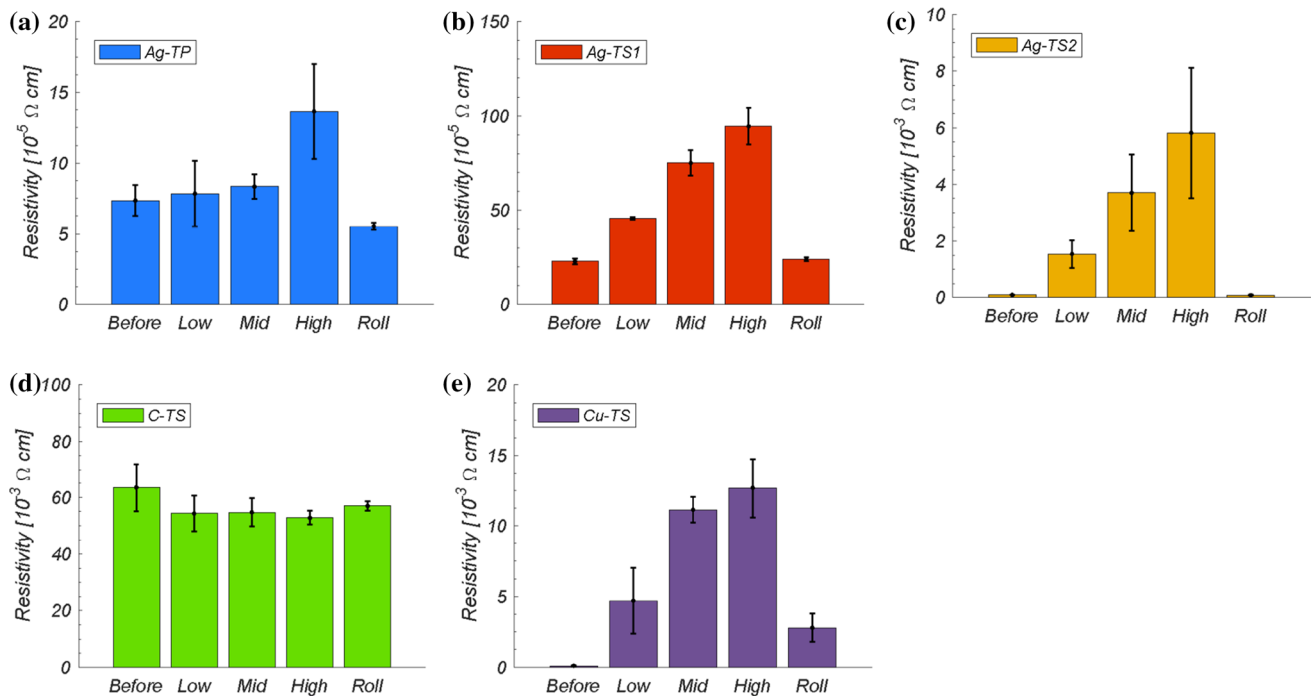 (a)
20
15
10
5
0
Resistivity [10⁻⁵ Ω cm]
Ag-TP
Before Low Mid High Roll
(b)
150
100
50
0
Resistivity [10⁻⁵ Ω cm]
Ag-TS1
Before Low Mid High Roll
(c)
10
8
6
4
2
0
Resistivity [10⁻³ Ω cm]
Ag-TS2
Before Low Mid High Roll
(d)
100
80
60
40
20
0
Resistivity [10⁻³ Ω cm]
C-TS
Before Low Mid High Roll
(e)
20
15
10
5
0
Resistivity [10⁻³ Ω cm]
Cu-TS
Before Low Mid High Roll